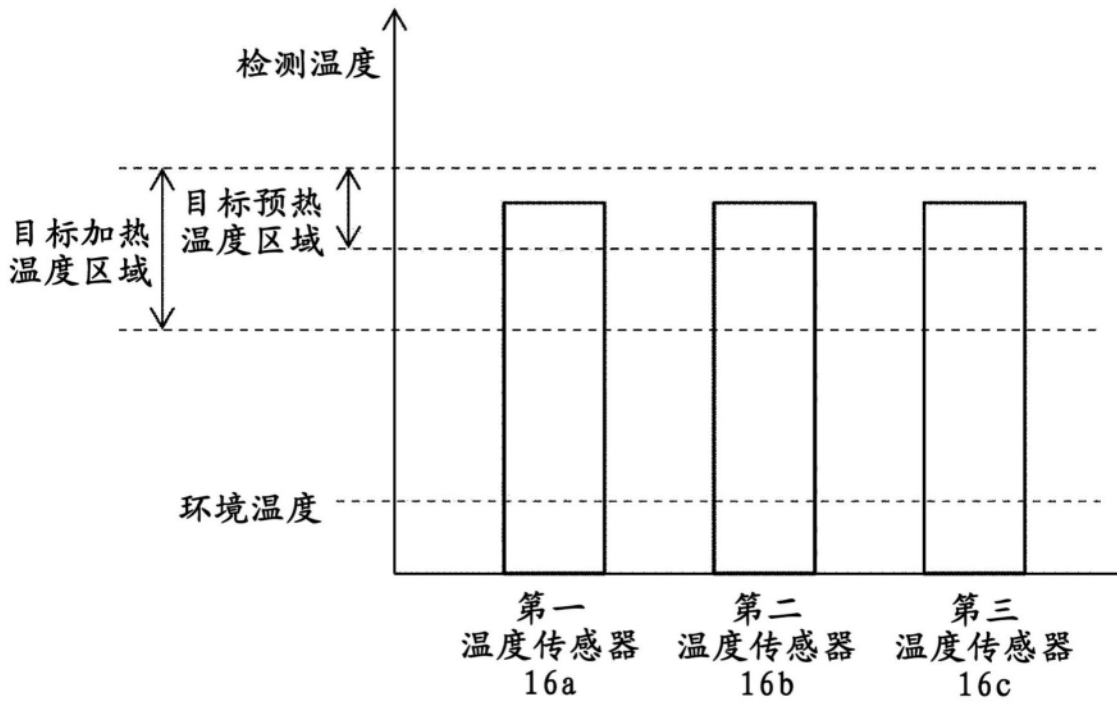 检测温度
目标预热
温度区域
目标加热
温度区域
环境温度
第一
温度传感器
16a
第二
温度传感器
16b
第三
温度传感器
16c